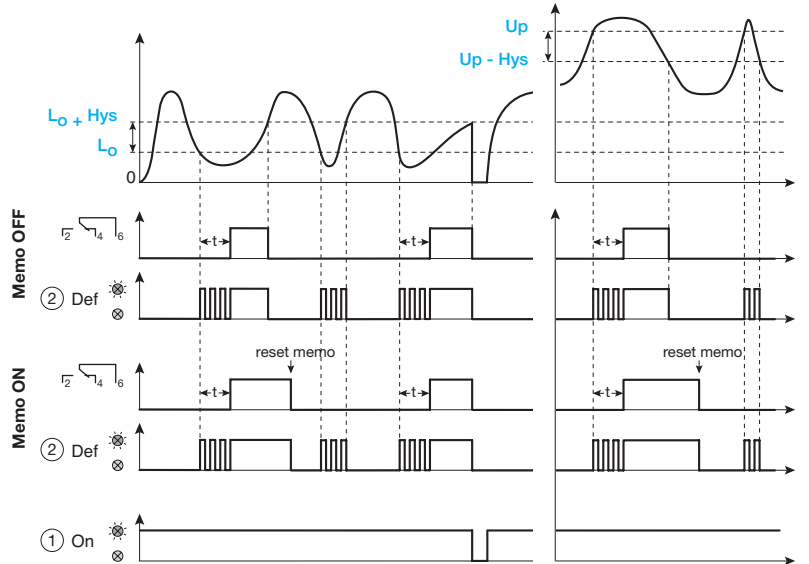 Up
Up - Hys
LO + Hys
LO
0
Memo OFF
2 4 6
t
t
t
2 Def
reset memo
reset memo
Memo ON
2 4 6
t
t
t
2 Def
1 On